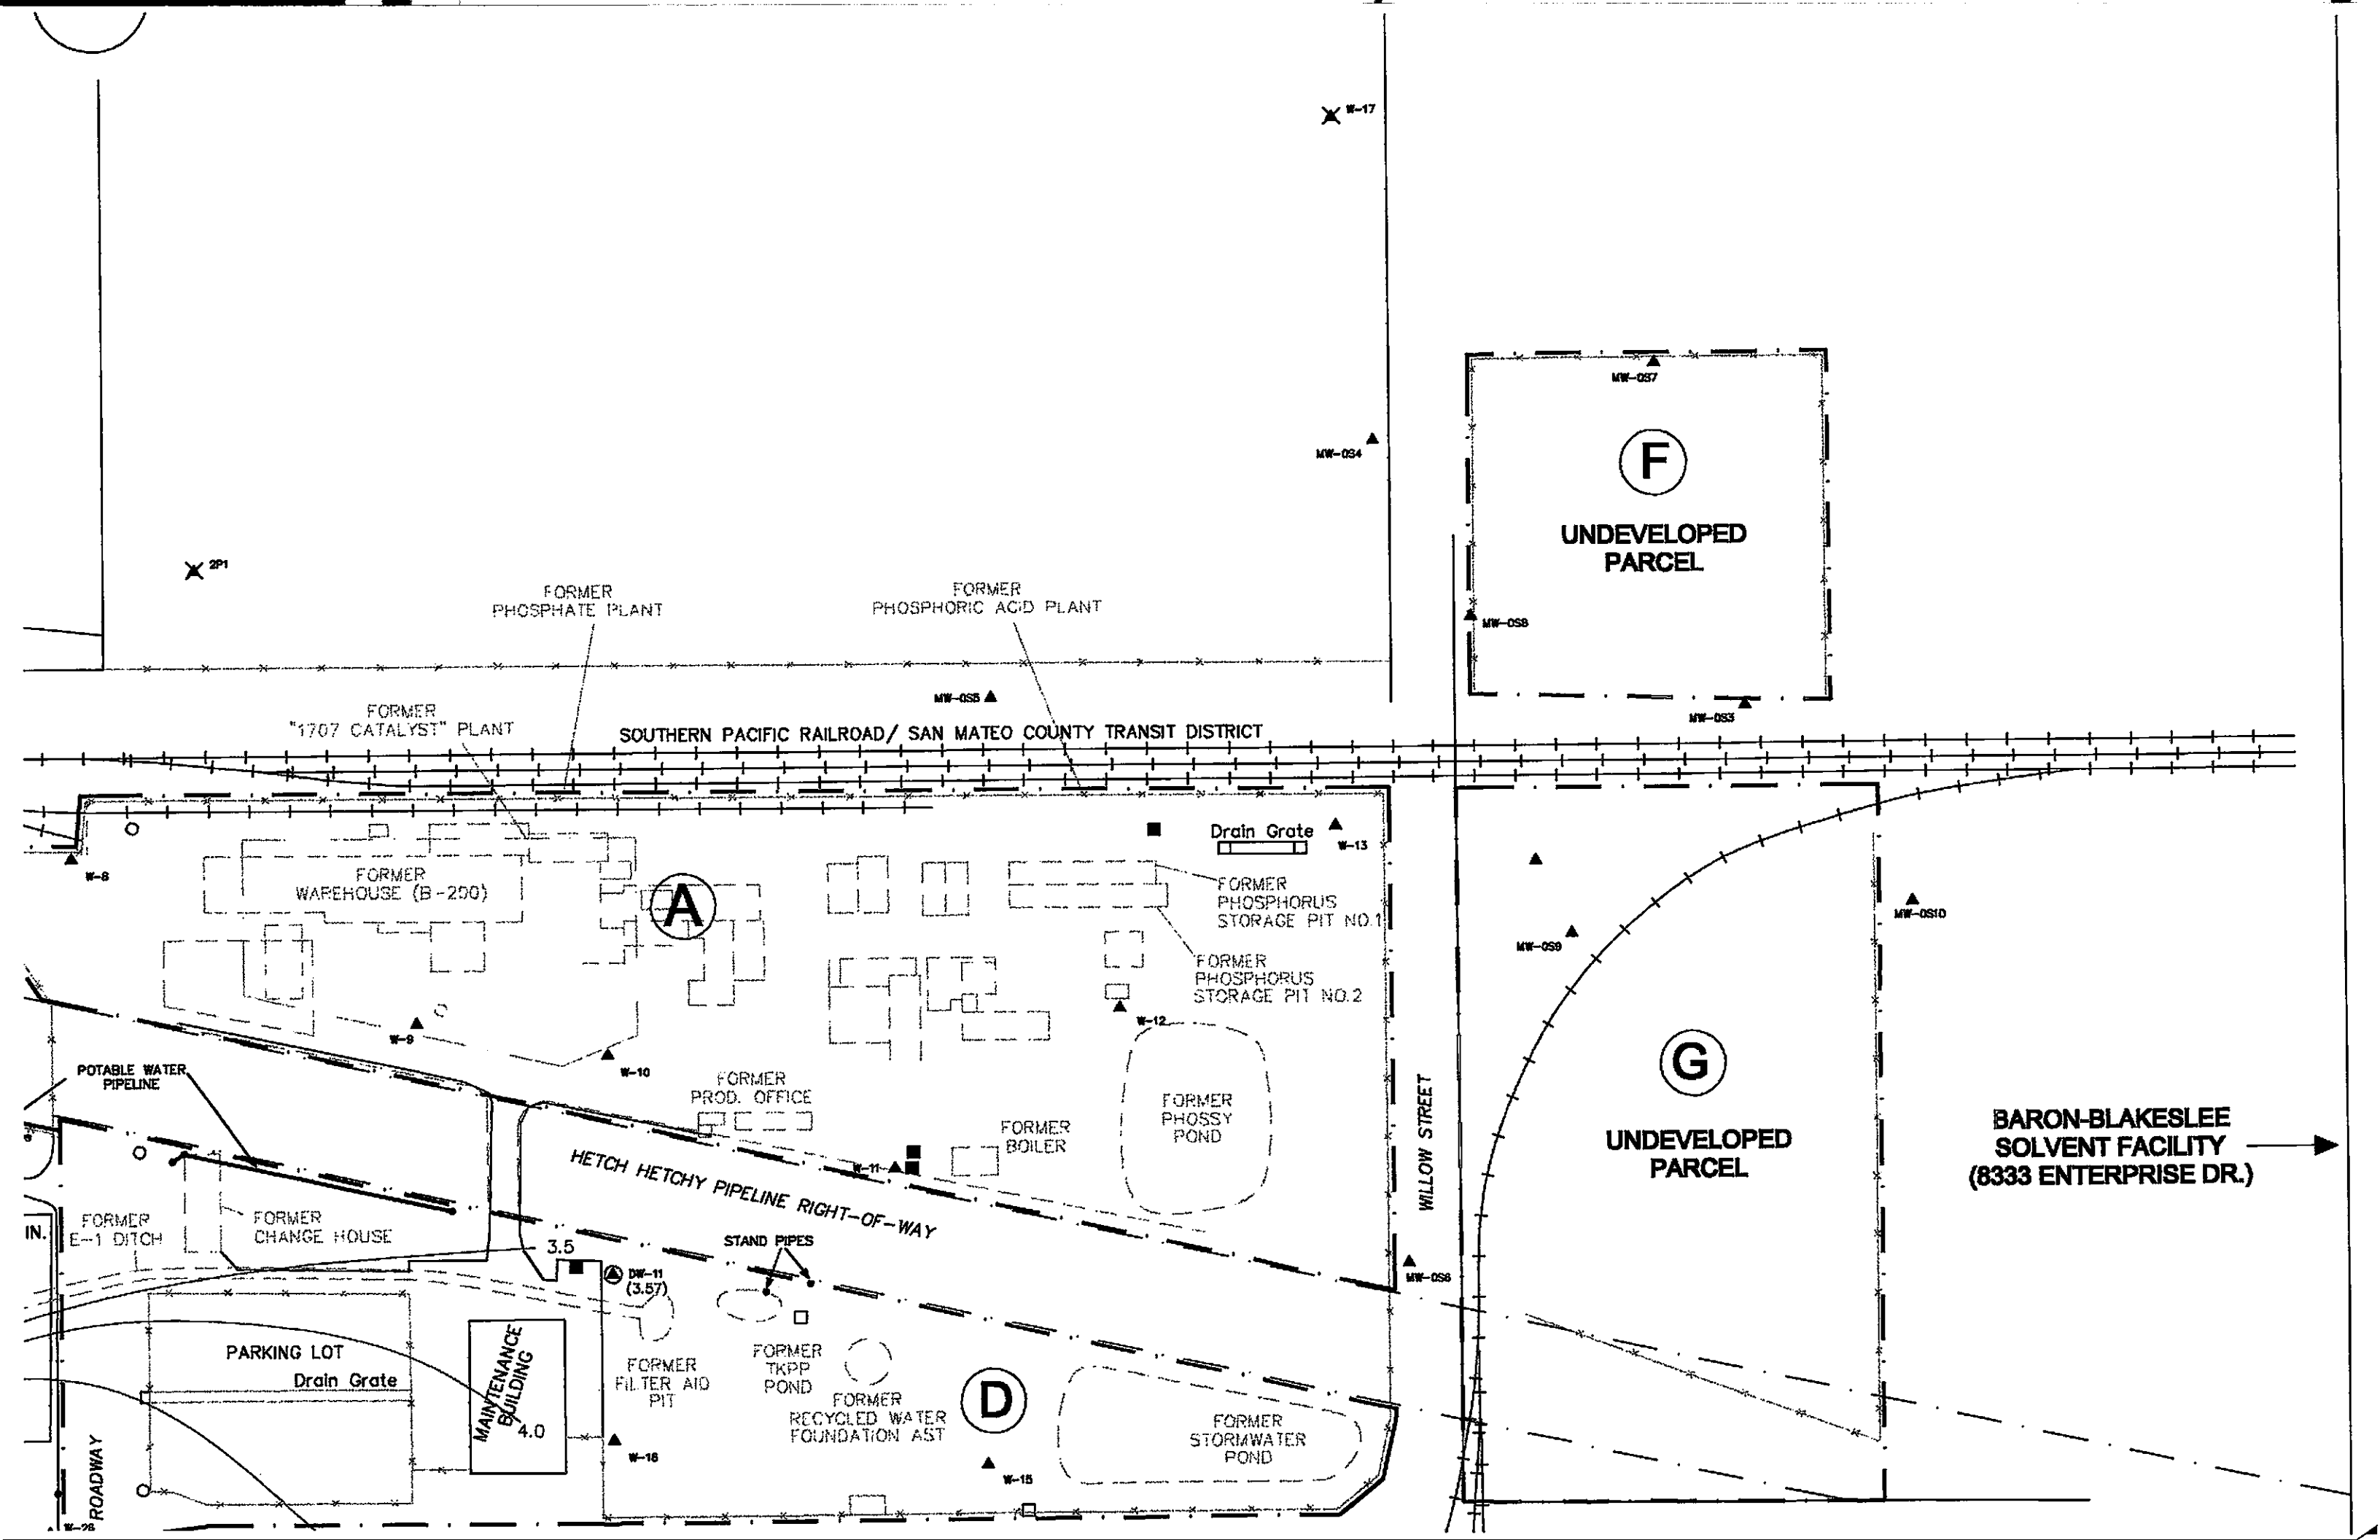 W-17
MW-OS7
MW-OS4
F
UNDEVELOPED
PARCEL
2P1
FORMER
PHOSPHATE PLANT
FORMER
PHOSPHORIC ACID PLANT
MW-OS8
MW-OS5
MW-OS3
FORMER
"1707 CATALYST" PLANT
SOUTHERN PACIFIC RAILROAD/ SAN MATEO COUNTY TRANSIT DISTRICT
Drain Grate
W-13
W-8
FORMER
WAREHOUSE (B-200)
A
FORMER
PHOSPHORUS
STORAGE PIT NO.1
MW-OS10
MW-OS9
FORMER
PHOSPHORUS
STORAGE PIT NO.2
W-9
W-12
W-10
POTABLE WATER
PIPELINE
FORMER
PROD. OFFICE
FORMER
BOILER
FORMER
PHOSSY
POND
WILLOW STREET
G
UNDEVELOPED
PARCEL
BARON-BLAKESLEE
SOLVENT FACILITY
(8333 ENTERPRISE DR.)
W-11
HETCH HETCHY PIPELINE RIGHT-OF-WAY
IN.
FORMER
E-1 DITCH
FORMER
CHANGE HOUSE
3.5
STAND PIPES
DW-11
(3.57)
MW-OS6
PARKING LOT
Drain Grate
MAINTENANCE
BUILDING
4.0
FORMER
FILTER AID
PIT
FORMER
TKPP
POND
FORMER
RECYCLED WATER
FOUNDATION AST
D
FORMER
STORMWATER
POND
W-16
W-15
ROADWAY